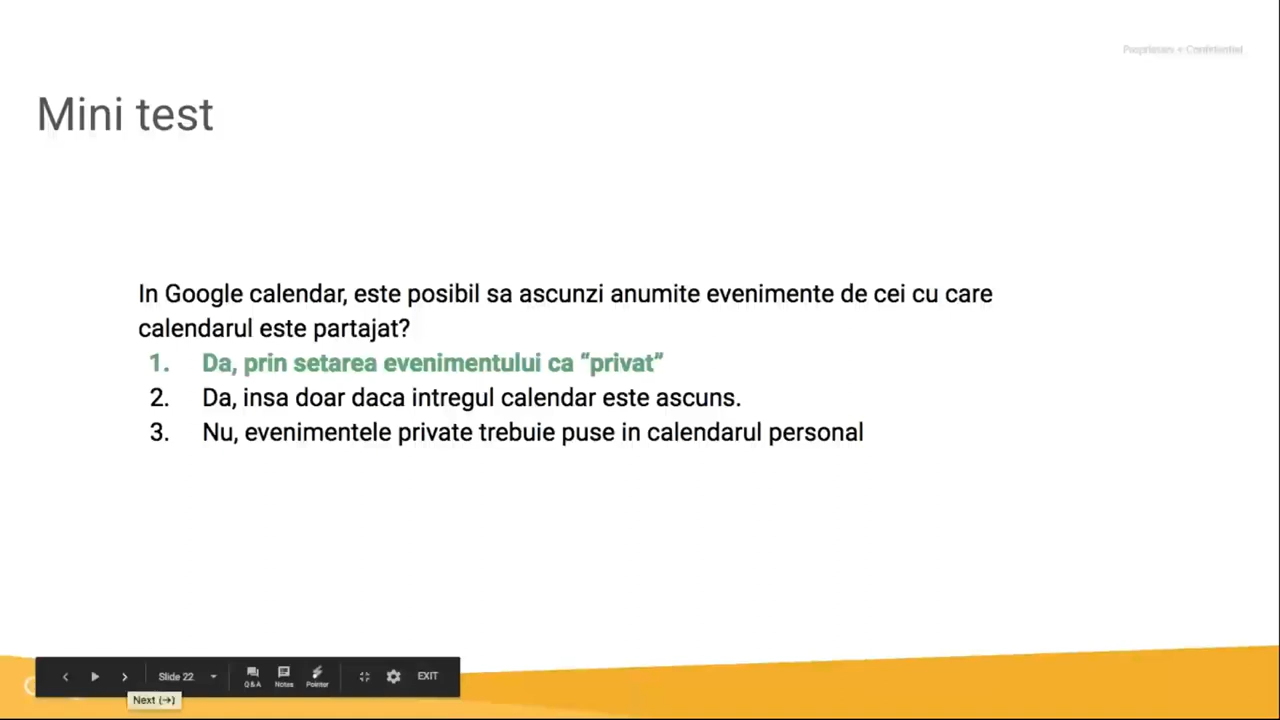 Proprietary + Confidential
Mini test
In Google calendar, este posibil sa ascunzi anumite evenimente de cei cu care
calendarul este partajat?
1. Da, prin setarea evenimentului ca “privat”
2. Da, insa doar daca intregul calendar este ascuns.
3. Nu, evenimentele private trebuie puse in calendarul personal
Slide 22
Q&A
Notes
Pointer
EXIT
Next (→)